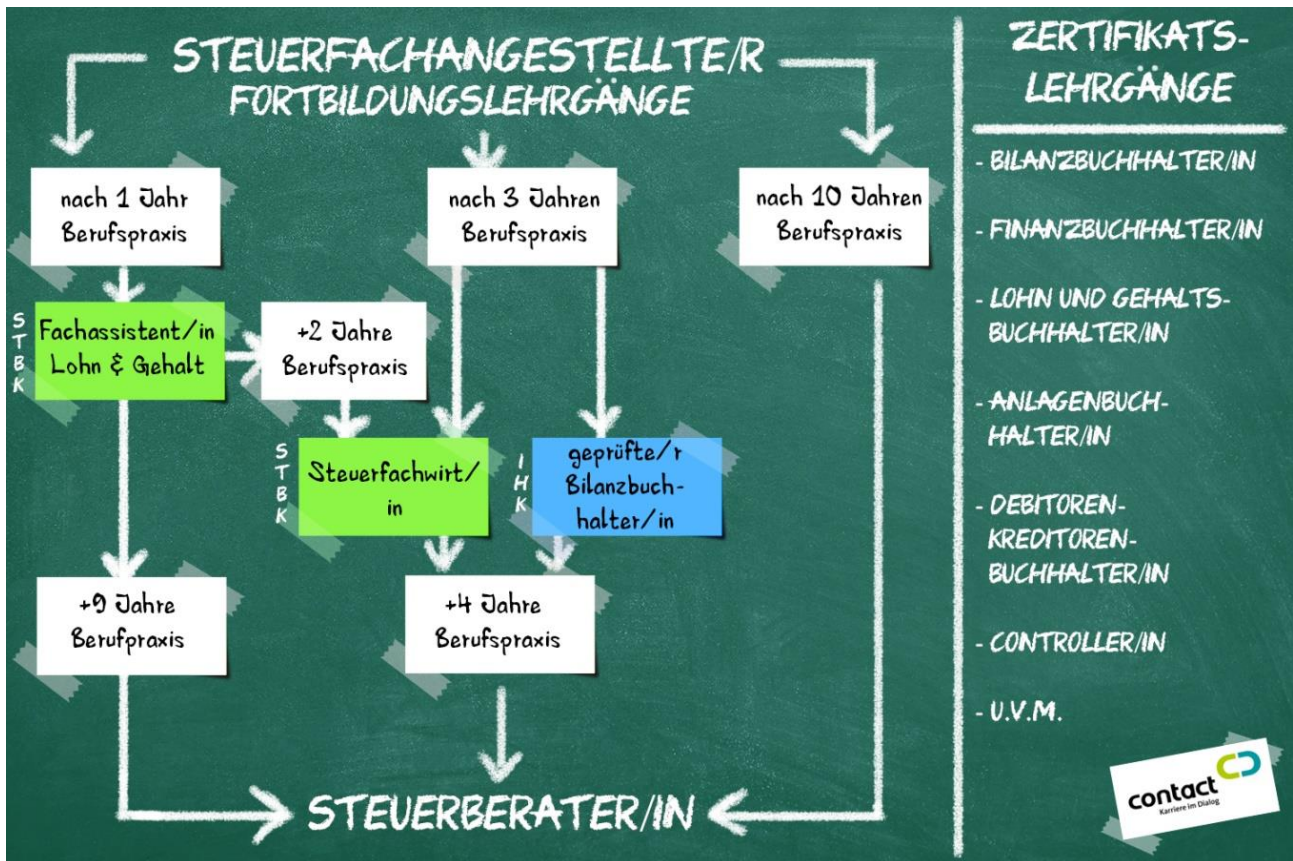 STEUERFACHANGESTELLTE/R
FORTBILDUNGSLEHRGÄNGE
nach 1 Jahr
Berufspraxis
nach 3 Jahren
Berufspraxis
nach 10 Jahren
Berufspraxis
STBK
Fachassistent/in
Lohn & Gehalt
+2 Jahre
Berufspraxis
STBK
Steuerfachwirt/
in
IHK
geprüfte/r
Bilanzbuch-
halter/in
+9 Jahre
Berufpraxis
+4 Jahre
Berufspraxis
STEUERBERATER/IN
ZERTIFIKATS-
LEHRGÄNGE
- BILANZBUCHHALTER/IN
- FINANZBUCHHALTER/IN
- LOHN UND GEHALTS-
BUCHHALTER/IN
- ANLAGENBUCH-
HALTER/IN
- DEBITOREN-
KREDITOREN-
BUCHHALTER/IN
- CONTROLLER/IN
- U.V.M.
contact
Karriere im Dialog